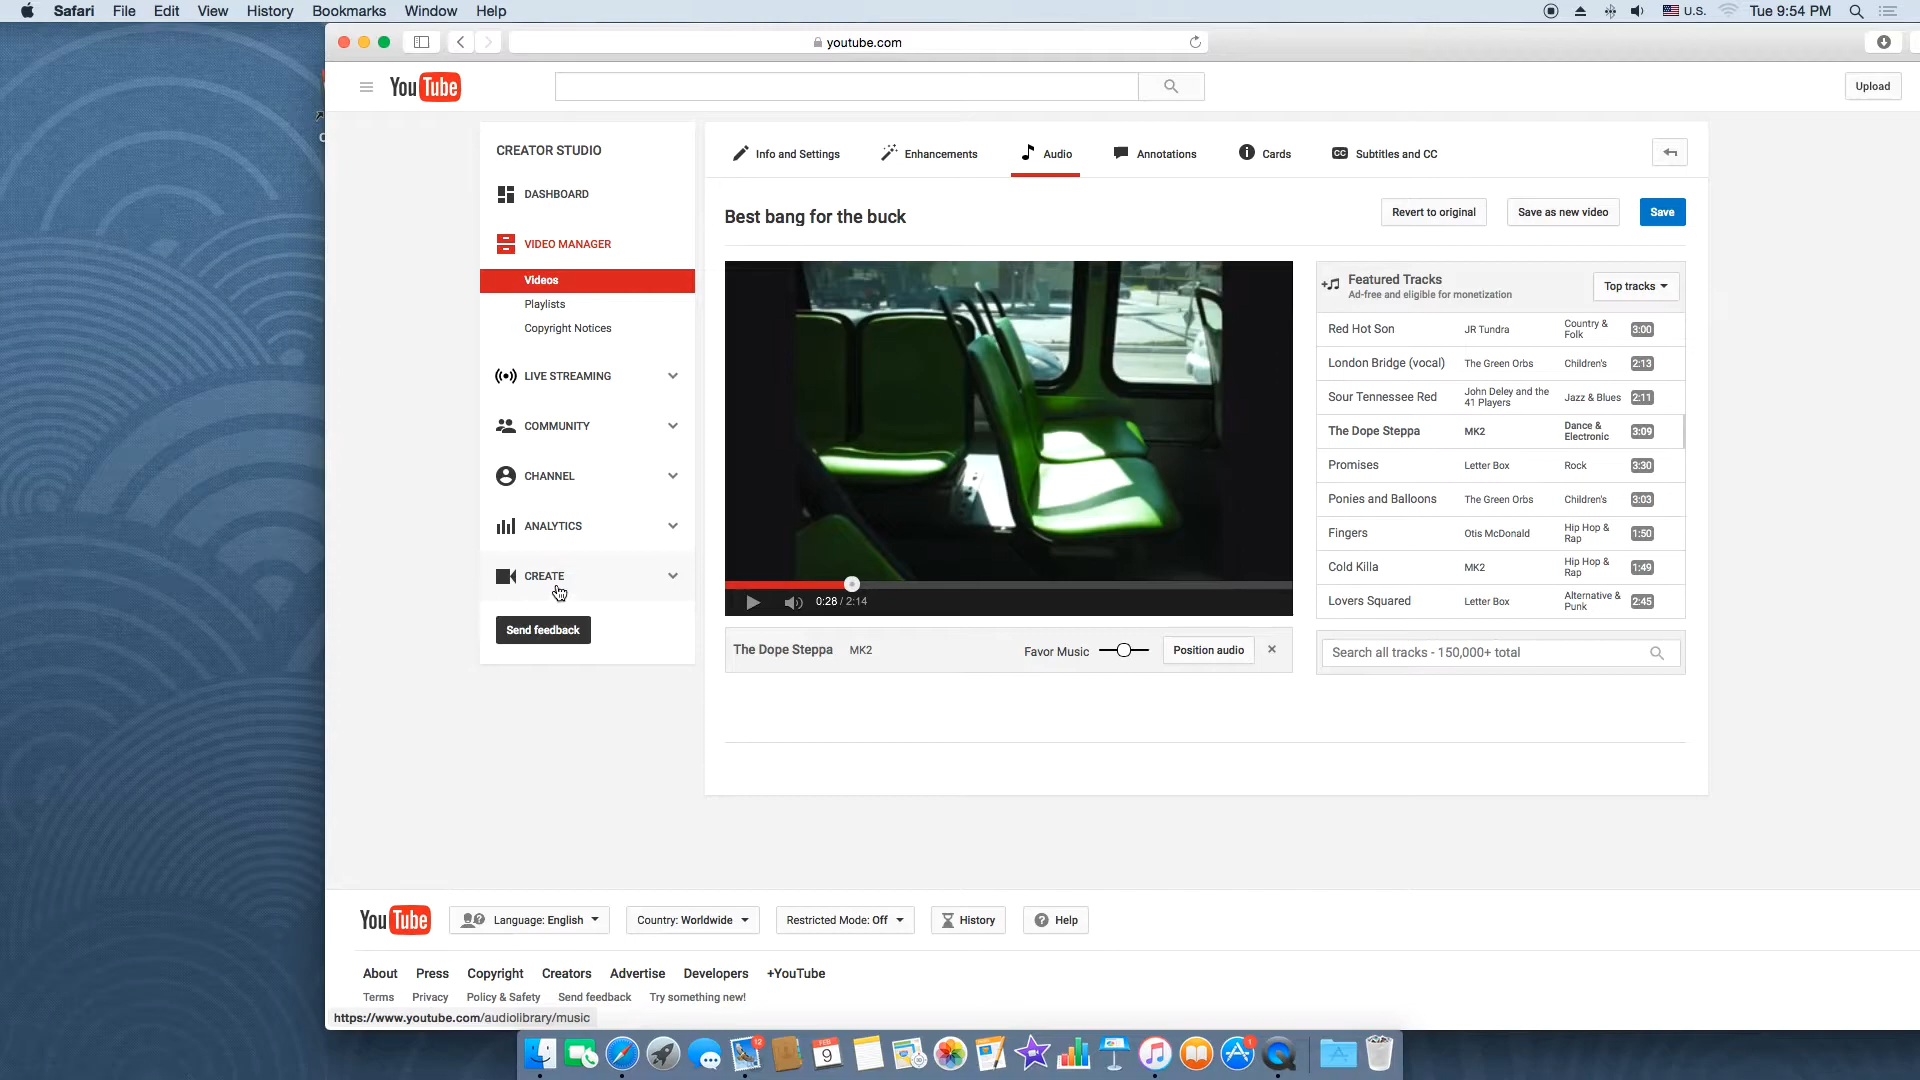 Safari File Edit View History Bookmarks Window Help
U.S. Tue 9:54 PM
youtube.com
YouTube
Upload
CREATOR STUDIO
DASHBOARD
VIDEO MANAGER
Videos
Playlists
Copyright Notices
LIVE STREAMING
COMMUNITY
CHANNEL
ANALYTICS
CREATE
Send feedback
Info and Settings Enhancements Audio Annotations Cards CC Subtitles and CC
Best bang for the buck
Revert to original Save as new video Save
0:28 / 2:14
The Dope Steppa MK2 Favor Music Position audio
Featured Tracks
Ad-free and eligible for monetization
Top tracks
Red Hot Son JR Tundra Country & Folk 3:00
London Bridge (vocal) The Green Orbs Children's 2:13
Sour Tennessee Red John Deley and the 41 Players Jazz & Blues 2:11
The Dope Steppa MK2 Dance & Electronic 3:09
Promises Letter Box Rock 3:30
Ponies and Balloons The Green Orbs Children's 3:03
Fingers Otis McDonald Hip Hop & Rap 1:50
Cold Killa MK2 Hip Hop & Rap 1:49
Lovers Squared Letter Box Alternative & Punk 2:45
Search all tracks - 150,000+ total
YouTube Language: English Country: Worldwide Restricted Mode: Off History Help
About Press Copyright Creators Advertise Developers +YouTube
Terms Privacy Policy & Safety Send feedback Try something new!
https://www.youtube.com/audiolibrary/music
12 FEB 9 1